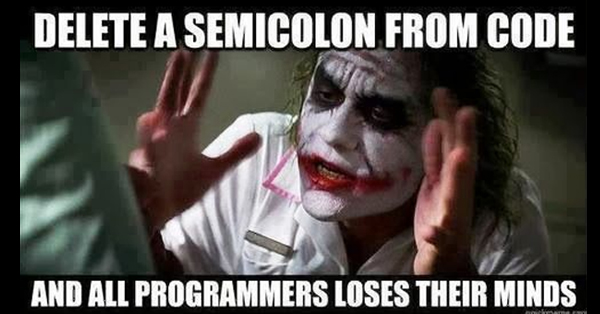 DELETE A SEMICOLON FROM CODE
AND ALL PROGRAMMERS LOSES THEIR MINDS